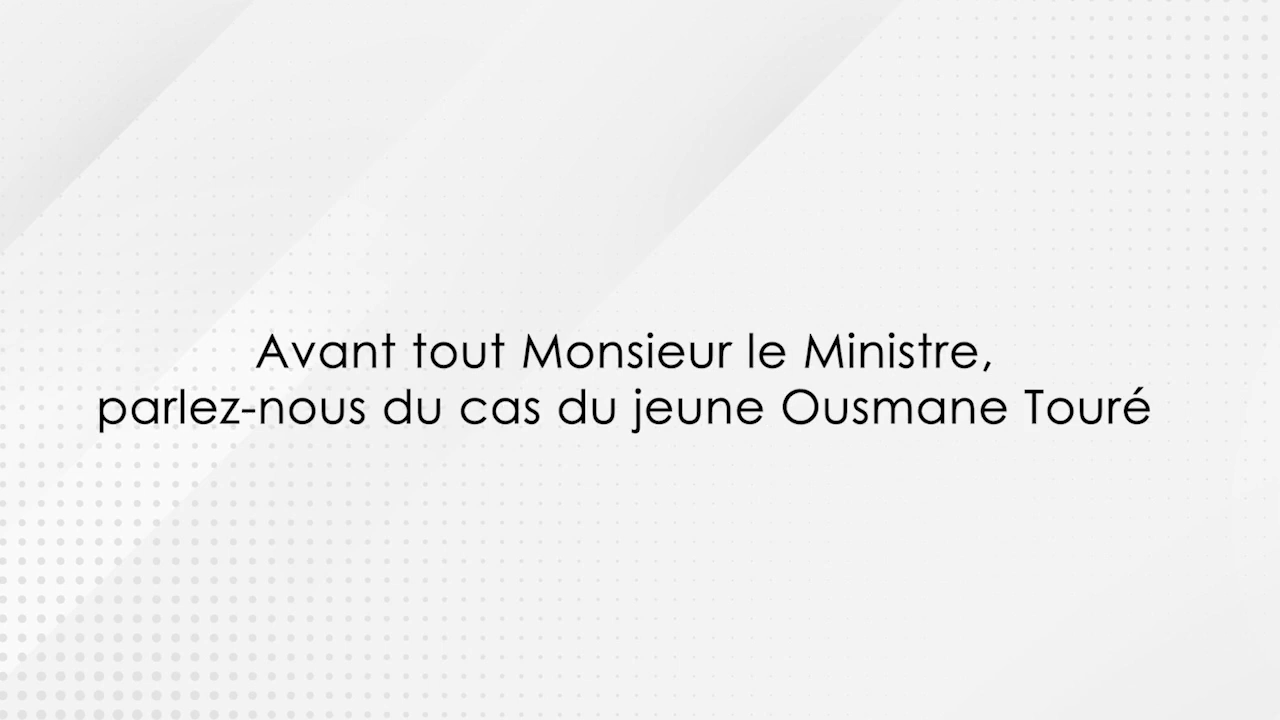 Avant tout Monsieur le Ministre,
parlez-nous du cas du jeune Ousmane Touré